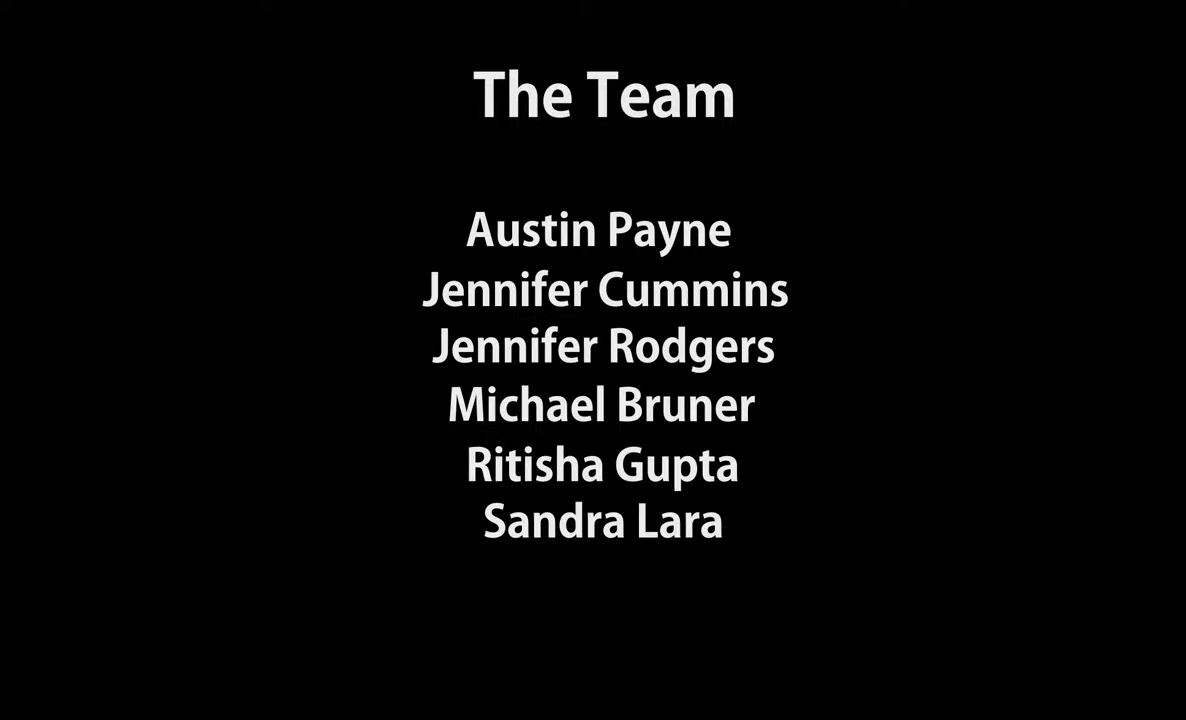 The Team
Austin Payne
Jennifer Cummins
Jennifer Rodgers
Michael Bruner
Ritisha Gupta
Sandra Lara